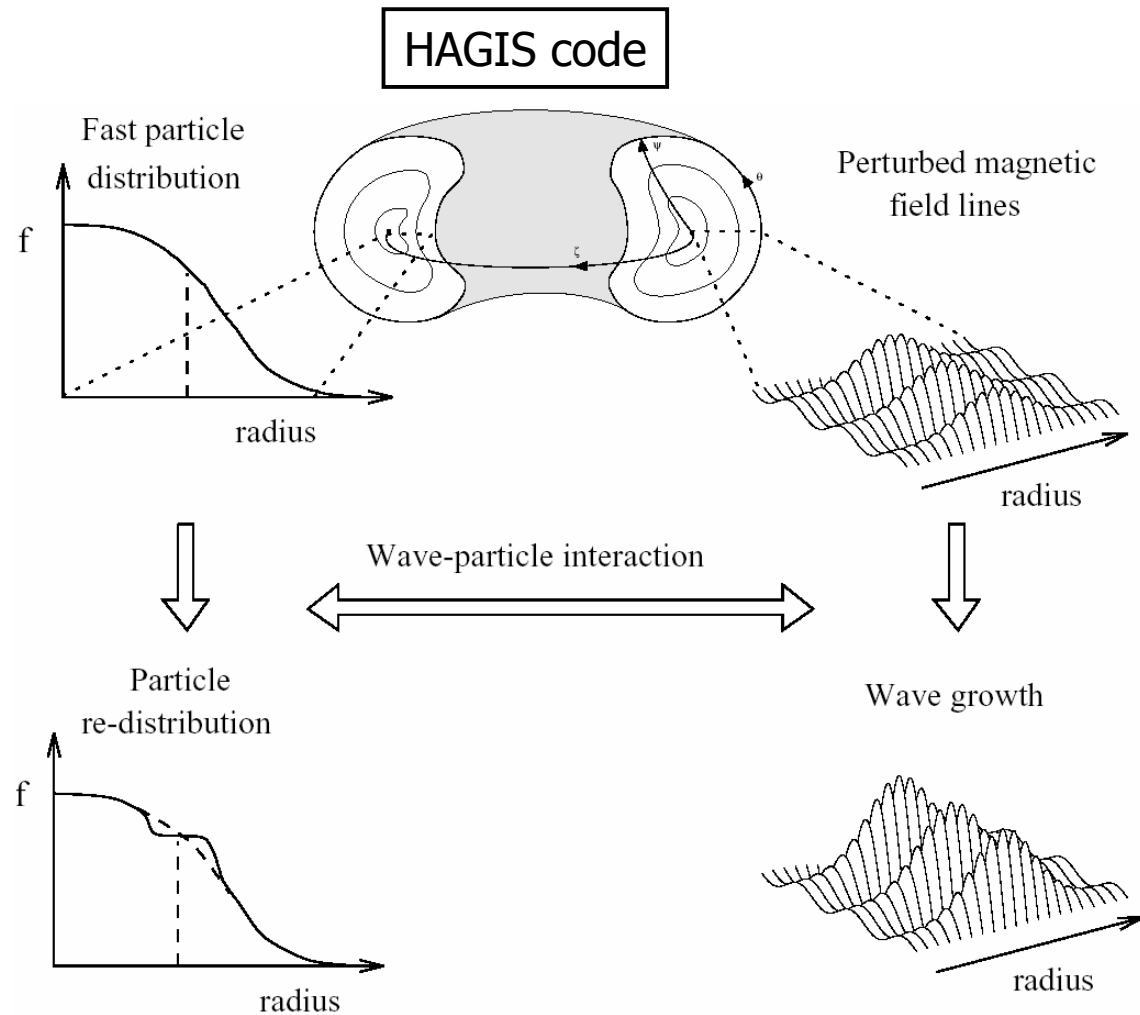 HAGIS code
Fast particle
distribution
f
radius
ψ
θ
ζ
Perturbed magnetic
field lines
radius
Wave-particle interaction
Particle
re-distribution
f
radius
Wave growth
radius